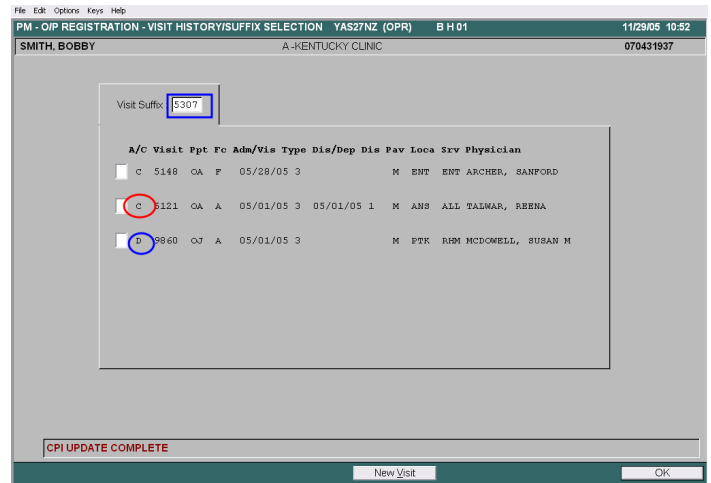 File Edit Options Keys Help
PM - O/P REGISTRATION - VISIT HISTORY/SUFFIX SELECTION YAS27NZ (OPR) B H 01 11/29/05 10:52
SMITH, BOBBY A -KENTUCKY CLINIC 070431937
Visit Suffix 5307
A/C Visit Ppt Fc Adm/Vis Type Dis/Dep Dis Pav Loca Srv Physician
C 5148 OA F 05/28/05 3 M ENT ENT ARCHER, SANFORD
C 5121 OA A 05/01/05 3 05/01/05 1 M ANS ALL TALWAR, REENA
D 9860 OJ A 05/01/05 3 M PTK RHM MCDOWELL, SUSAN M
CPI UPDATE COMPLETE
New Visit OK